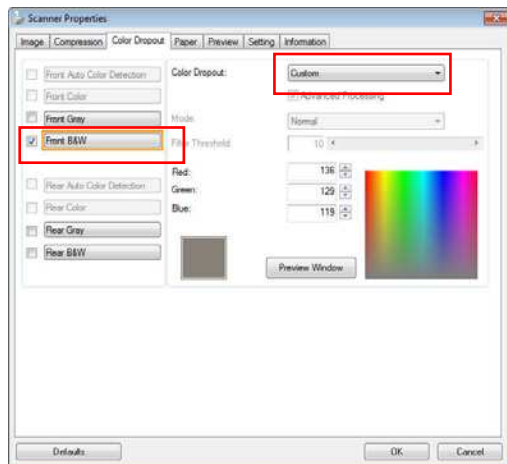 Scanner Properties
Image Compression Color Dropout Paper Preview Setting Information
Front Auto Color Detection
Front Color
Front Gray
Front B&W
Rear Auto Color Detection
Rear Color
Rear Gray
Rear B&W
Color Dropout: Custom
Advanced Processing
Mode: Normal
Filter Threshold 10
Red: 136
Green: 129
Blue: 119
Preview Window
Defaults OK Cancel